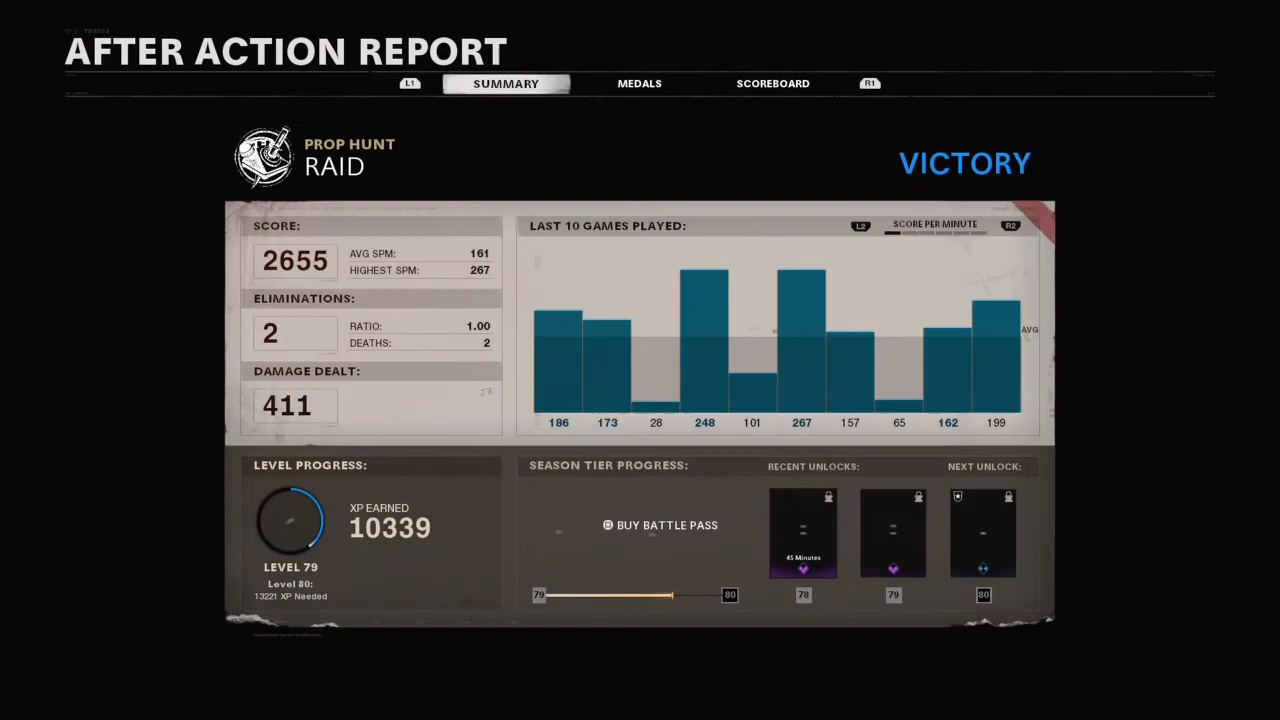 AFTER ACTION REPORT
L1 SUMMARY MEDALS SCOREBOARD R1
PROP HUNT
RAID
VICTORY
SCORE:
2655
AVG SPM: 161
HIGHEST SPM: 267
ELIMINATIONS:
2
RATIO: 1.00
DEATHS: 2
DAMAGE DEALT:
411
LAST 10 GAMES PLAYED:
L2 SCORE PER MINUTE R2
AVG
186 173 28 248 101 267 157 65 162 199
LEVEL PROGRESS:
XP EARNED
10339
LEVEL 79
Level 80:
13221 XP Needed
SEASON TIER PROGRESS:
BUY BATTLE PASS
79 80
RECENT UNLOCKS:
45 Minutes
78 79
NEXT UNLOCK:
80